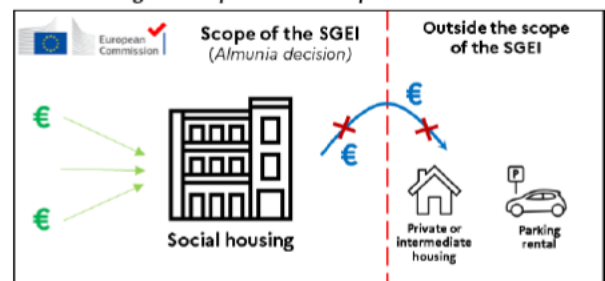 European
Commission
Scope of the SGEI
(Almunia decision)
Outside the scope
of the SGEI
€
€
€
€
P
Social housing
Private or
intermediate
housing
Parking
rental